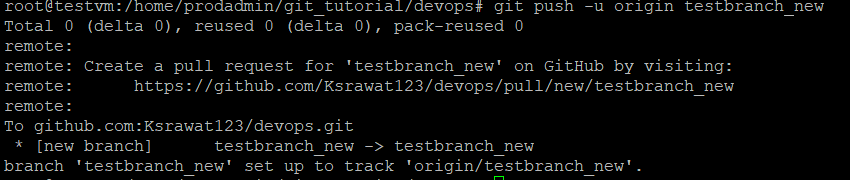 root@testvm:/home/prodadmin/git_tutorial/devops# git push -u origin testbranch_new
Total 0 (delta 0), reused 0 (delta 0), pack-reused 0
remote:
remote: Create a pull request for 'testbranch_new' on GitHub by visiting:
remote:      https://github.com/Ksrawat123/devops/pull/new/testbranch_new
remote:
To github.com:Ksrawat123/devops.git
 * [new branch]      testbranch_new -> testbranch_new
branch 'testbranch_new' set up to track 'origin/testbranch_new'.